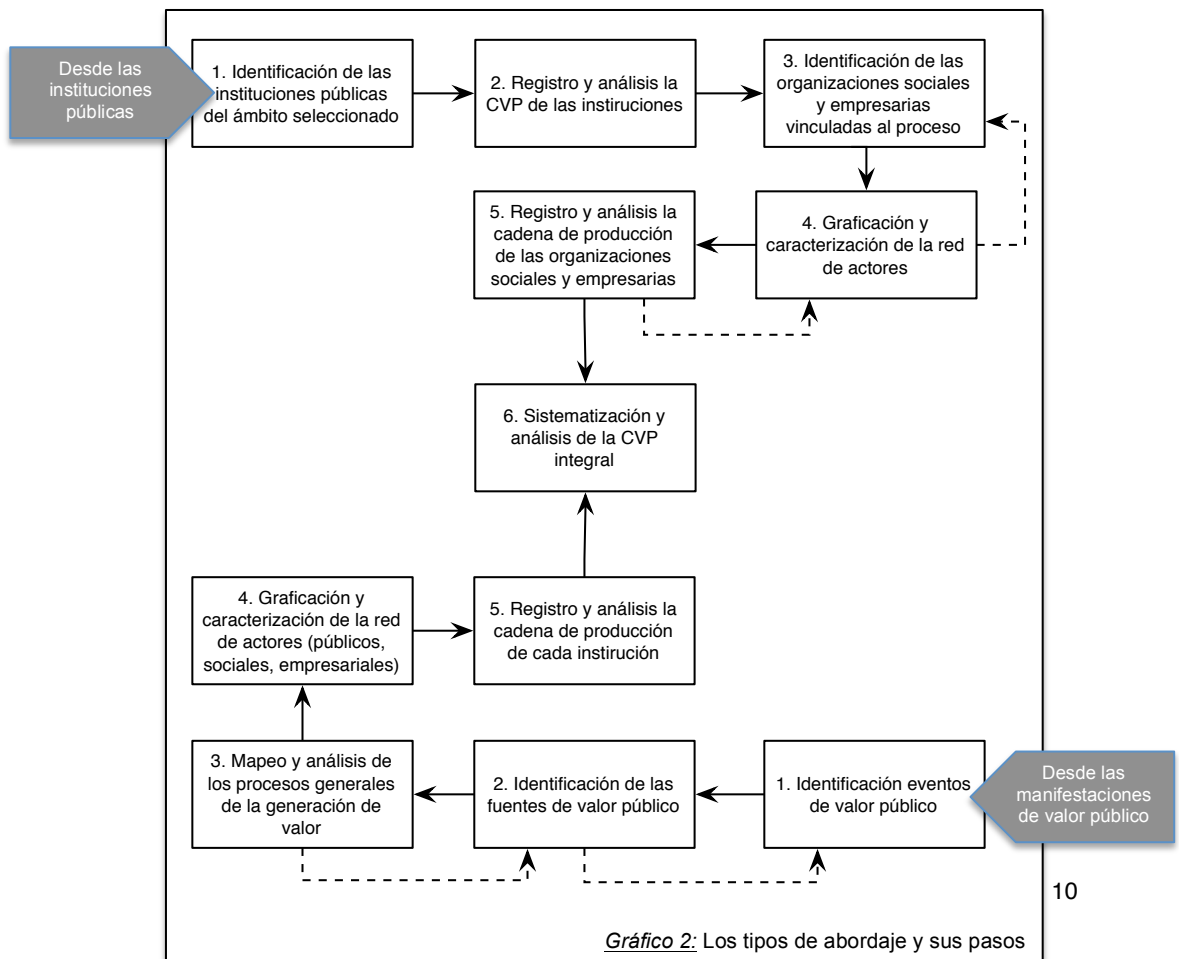 Desde las
instituciones
públicas
1. Identificación de las
instituciones públicas
del ámbito seleccionado
2. Registro y análisis la
CVP de las instiruciones
3. Identificación de las
organizaciones sociales
y empresarias
vinculadas al proceso
4. Graficación y
caracterización de la red
de actores
5. Registro y análisis la
cadena de producción
de las organizaciones
sociales y empresarias
6. Sistematización y
análisis de la CVP
integral
4. Graficación y
caracterización de la red
de actores (públicos,
sociales, empresariales)
5. Registro y análisis la
cadena de producción
de cada instirución
3. Mapeo y análisis de
los procesos generales
de la generación de
valor
2. Identificación de las
fuentes de valor público
1. Identificación eventos
de valor público
Desde las
manifestaciones
de valor público
10
Gráfico 2: Los tipos de abordaje y sus pasos